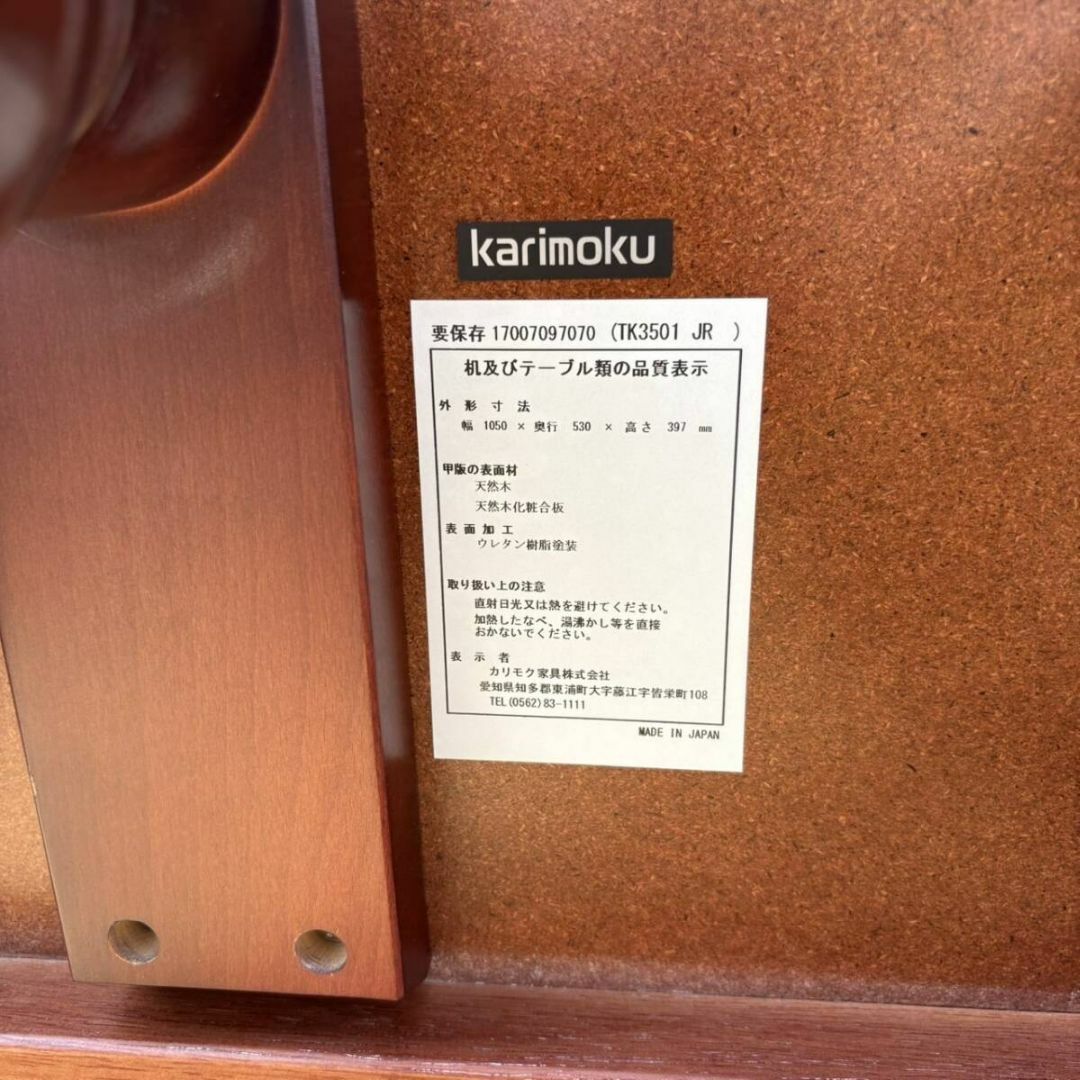 karimoku
要保存 17007097070 (TK3501 JR )
机及びテーブル類の品質表示
外形寸法
幅 1050 × 奥行 530 × 高さ 397 mm
甲版の表面材
天然木
天然木化粧合板
表面加工
ウレタン樹脂塗装
取り扱い上の注意
直射日光又は熱を避けてください。
加熱したなべ、湯沸かし等を直接
おかないでください。
表示者
カリモク家具株式会社
愛知県知多郡東浦町大字藤江字皆栄町108
TEL(0562)83-1111
MADE IN JAPAN